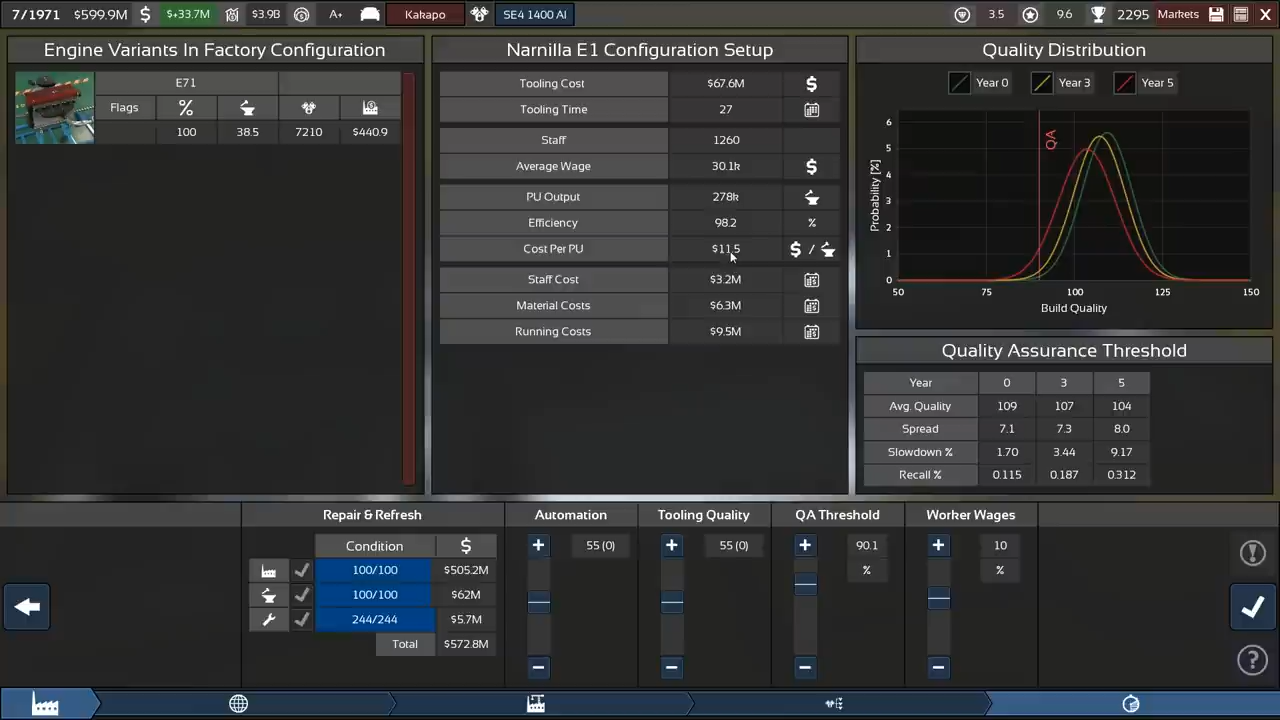 7/1971 $599.9M $+33.7M $3.9B A+ Kakapo SE4 1400 AI 3.5 9.6 2295 Markets
Engine Variants In Factory Configuration
E71
Flags %
100 38.5 7210 $440.9
Narnilla E1 Configuration Setup
Tooling Cost $67.6M $
Tooling Time 27
Staff 1260
Average Wage 30.1k $
PU Output 278k
Efficiency 98.2 %
Cost Per PU $11.5 $ /
Staff Cost $3.2M
Material Costs $6.3M
Running Costs $9.5M
Quality Distribution
Year 0 Year 3 Year 5
QA
6
5
4
3
2
1
0
Probability [%]
50 75 100 125 150
Build Quality
Quality Assurance Threshold
Year 0 3 5
Avg. Quality 109 107 104
Spread 7.1 7.3 8.0
Slowdown % 1.70 3.44 9.17
Recall % 0.115 0.187 0.312
Repair & Refresh
Condition $
100/100 $505.2M
100/100 $62M
244/244 $5.7M
Total $572.8M
Automation
55 (0)
Tooling Quality
55 (0)
QA Threshold
90.1
%
Worker Wages
10
%